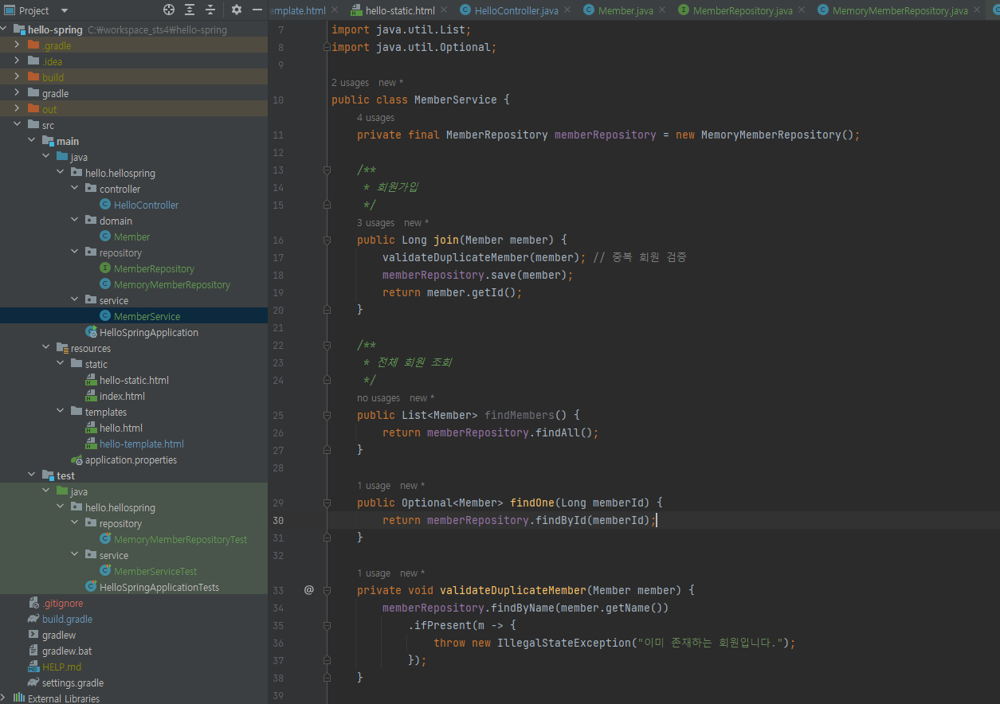 Project
emplate.html
hello-static.html
HelloController.java
Member.java
MemberRepository.java
MemoryMemberRepository.java
hello-spring C:₩workspace_sts4₩hello-spring
.gradle
.idea
build
gradle
out
src
main
java
hello.hellospring
controller
HelloController
domain
Member
repository
MemberRepository
MemoryMemberRepository
service
MemberService
HelloSpringApplication
resources
static
hello-static.html
index.html
templates
hello.html
hello-template.html
application.properties
test
java
hello.hellospring
repository
MemoryMemberRepositoryTest
service
MemberServiceTest
HelloSpringApplicationTests
.gitignore
build.gradle
gradlew
gradlew.bat
HELP.md
settings.gradle
External Libraries
7 import java.util.List;
8 import java.util.Optional;
9
2 usages new *
10 public class MemberService {
4 usages
11 private final MemberRepository memberRepository = new MemoryMemberRepository();
12
13 /**
14 * 회원가입
15 */
3 usages new *
16 public Long join(Member member) {
17 validateDuplicateMember(member); // 중복 회원 검증
18 memberRepository.save(member);
19 return member.getId();
20 }
21
22 /**
23 * 전체 회원 조회
24 */
no usages new *
25 public List<Member> findMembers() {
26 return memberRepository.findAll();
27 }
28
1 usage new *
29 public Optional<Member> findOne(Long memberId) {
30 return memberRepository.findById(memberId);
31 }
32
1 usage new *
33 @ private void validateDuplicateMember(Member member) {
34 memberRepository.findByName(member.getName())
35 .ifPresent(m -> {
36 throw new IllegalStateException("이미 존재하는 회원입니다.");
37 });
38 }
39